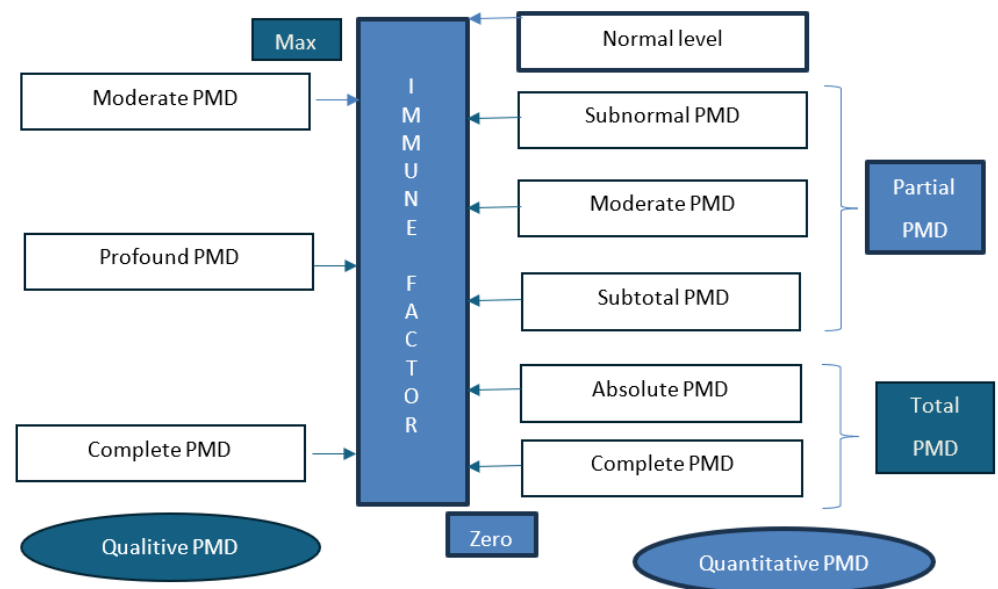 Max
Normal level
Moderate PMD
Subnormal PMD
Moderate PMD
Profound PMD
Subtotal PMD
Partial
PMD
I
M
M
U
N
E
F
A
C
T
O
R
Absolute PMD
Complete PMD
Complete PMD
Total
PMD
Zero
Qualitive PMD
Quantitative PMD